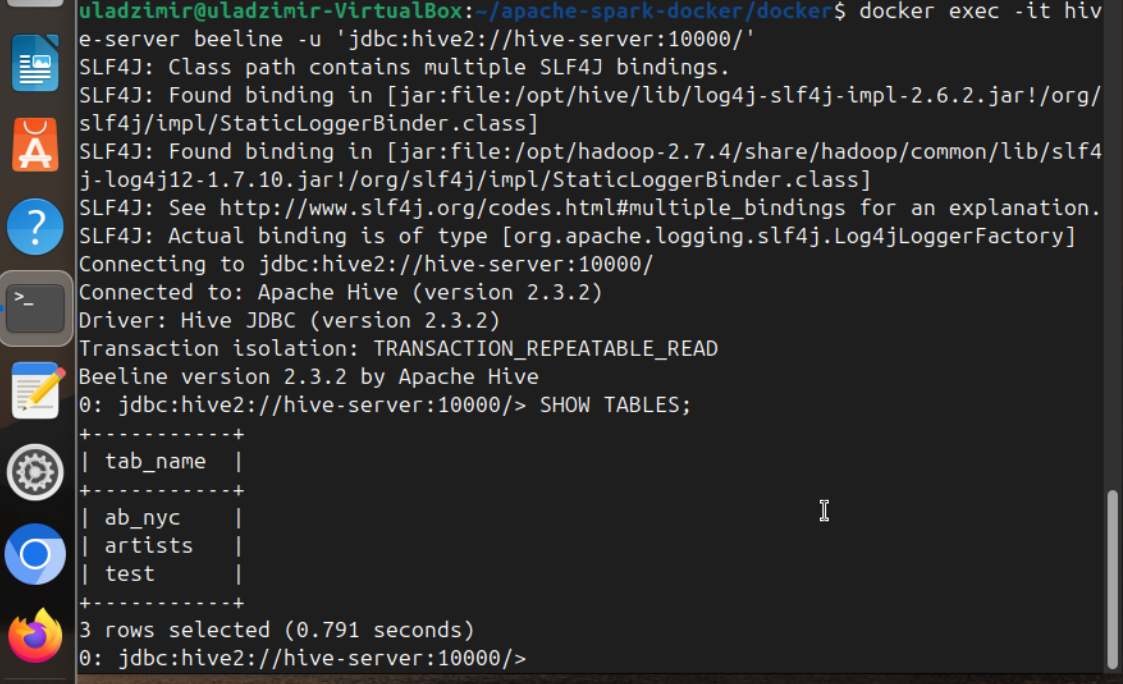 uladzimir@uladzimir-VirtualBox:~/apache-spark-docker/docker$ docker exec -it hiv
e-server beeline -u 'jdbc:hive2://hive-server:10000/'
SLF4J: Class path contains multiple SLF4J bindings.
SLF4J: Found binding in [jar:file:/opt/hive/lib/log4j-slf4j-impl-2.6.2.jar!/org/
slf4j/impl/StaticLoggerBinder.class]
SLF4J: Found binding in [jar:file:/opt/hadoop-2.7.4/share/hadoop/common/lib/slf4
j-log4j12-1.7.10.jar!/org/slf4j/impl/StaticLoggerBinder.class]
SLF4J: See http://www.slf4j.org/codes.html#multiple_bindings for an explanation.
SLF4J: Actual binding is of type [org.apache.logging.slf4j.Log4jLoggerFactory]
Connecting to jdbc:hive2://hive-server:10000/
Connected to: Apache Hive (version 2.3.2)
Driver: Hive JDBC (version 2.3.2)
Transaction isolation: TRANSACTION_REPEATABLE_READ
Beeline version 2.3.2 by Apache Hive
0: jdbc:hive2://hive-server:10000/> SHOW TABLES;
+-----------+
| tab_name  |
+-----------+
| ab_nyc    |
| artists   |
| test      |
+-----------+
3 rows selected (0.791 seconds)
0: jdbc:hive2://hive-server:10000/>